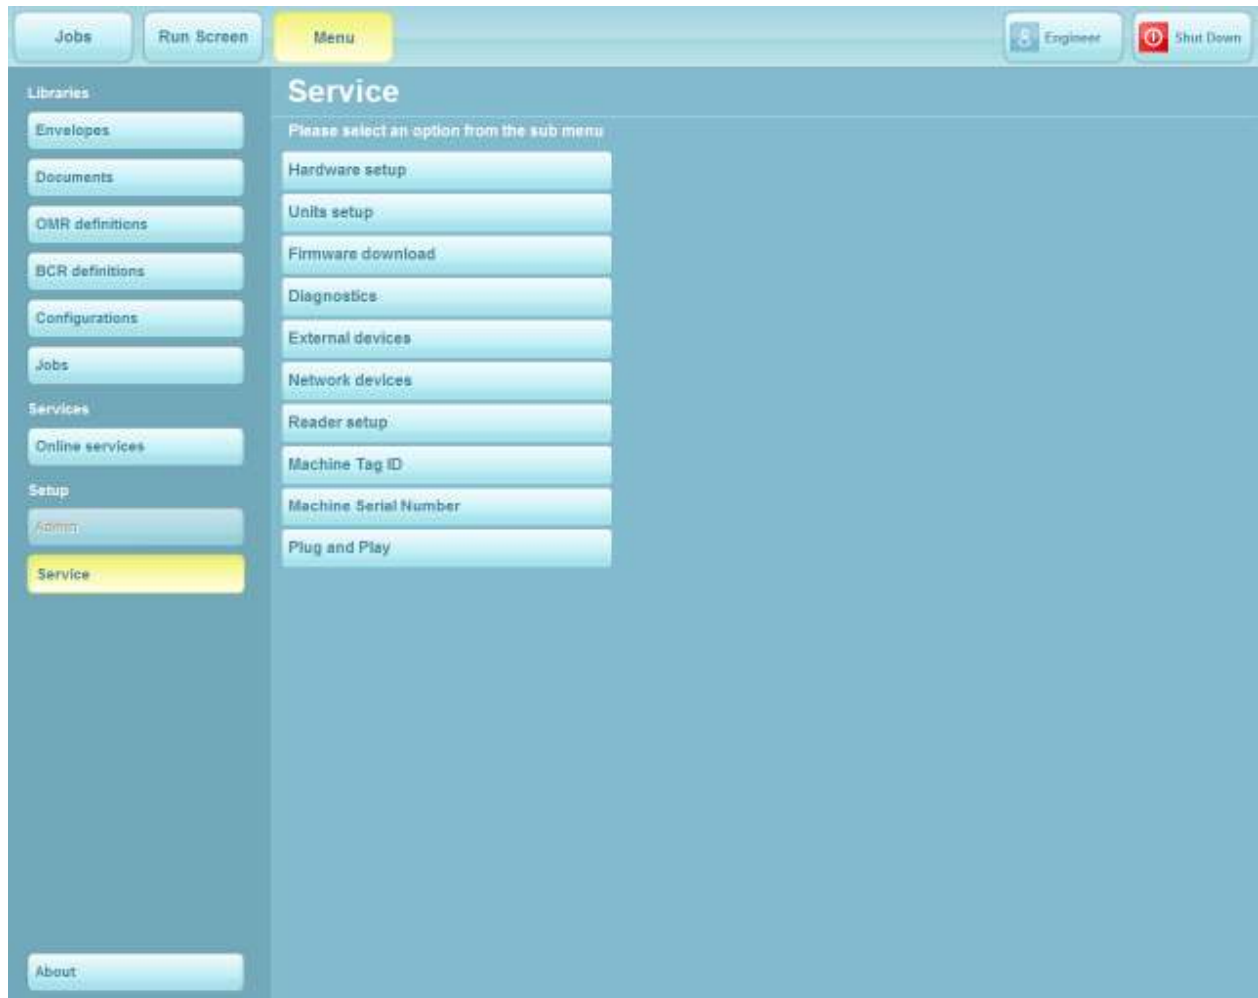 Jobs
Run Screen
Menu
Engineer
Shut Down
Libraries
Envelopes
Documents
OMR definitions
BCR definitions
Configurations
Jobs
Services
Online services
Setup
Admin
Service
About
Service
Please select an option from the sub menu
Hardware setup
Units setup
Firmware download
Diagnostics
External devices
Network devices
Reader setup
Machine Tag ID
Machine Serial Number
Plug and Play